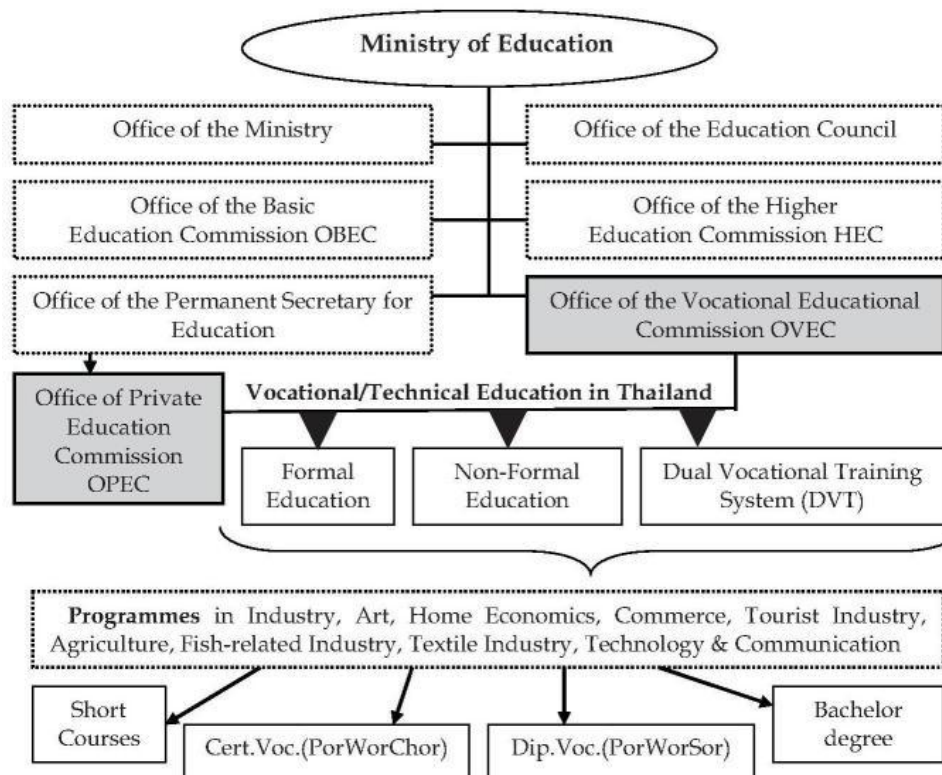 Ministry of Education
Office of the Ministry
Office of the Education Council
Office of the Basic
Education Commission OBEC
Office of the Higher
Education Commission HEC
Office of the Permanent Secretary for
Education
Office of the Vocational Educational
Commission OVEC
Office of Private
Education
Commission
OPEC
Vocational/Technical Education in Thailand
Formal
Education
Non-Formal
Education
Dual Vocational Training
System (DVT)
Programmes in Industry, Art, Home Economics, Commerce, Tourist Industry,
Agriculture, Fish-related Industry, Textile Industry, Technology & Communication
Short
Courses
Cert.Voc.(PorWorChor)
Dip.Voc.(PorWorSor)
Bachelor
degree